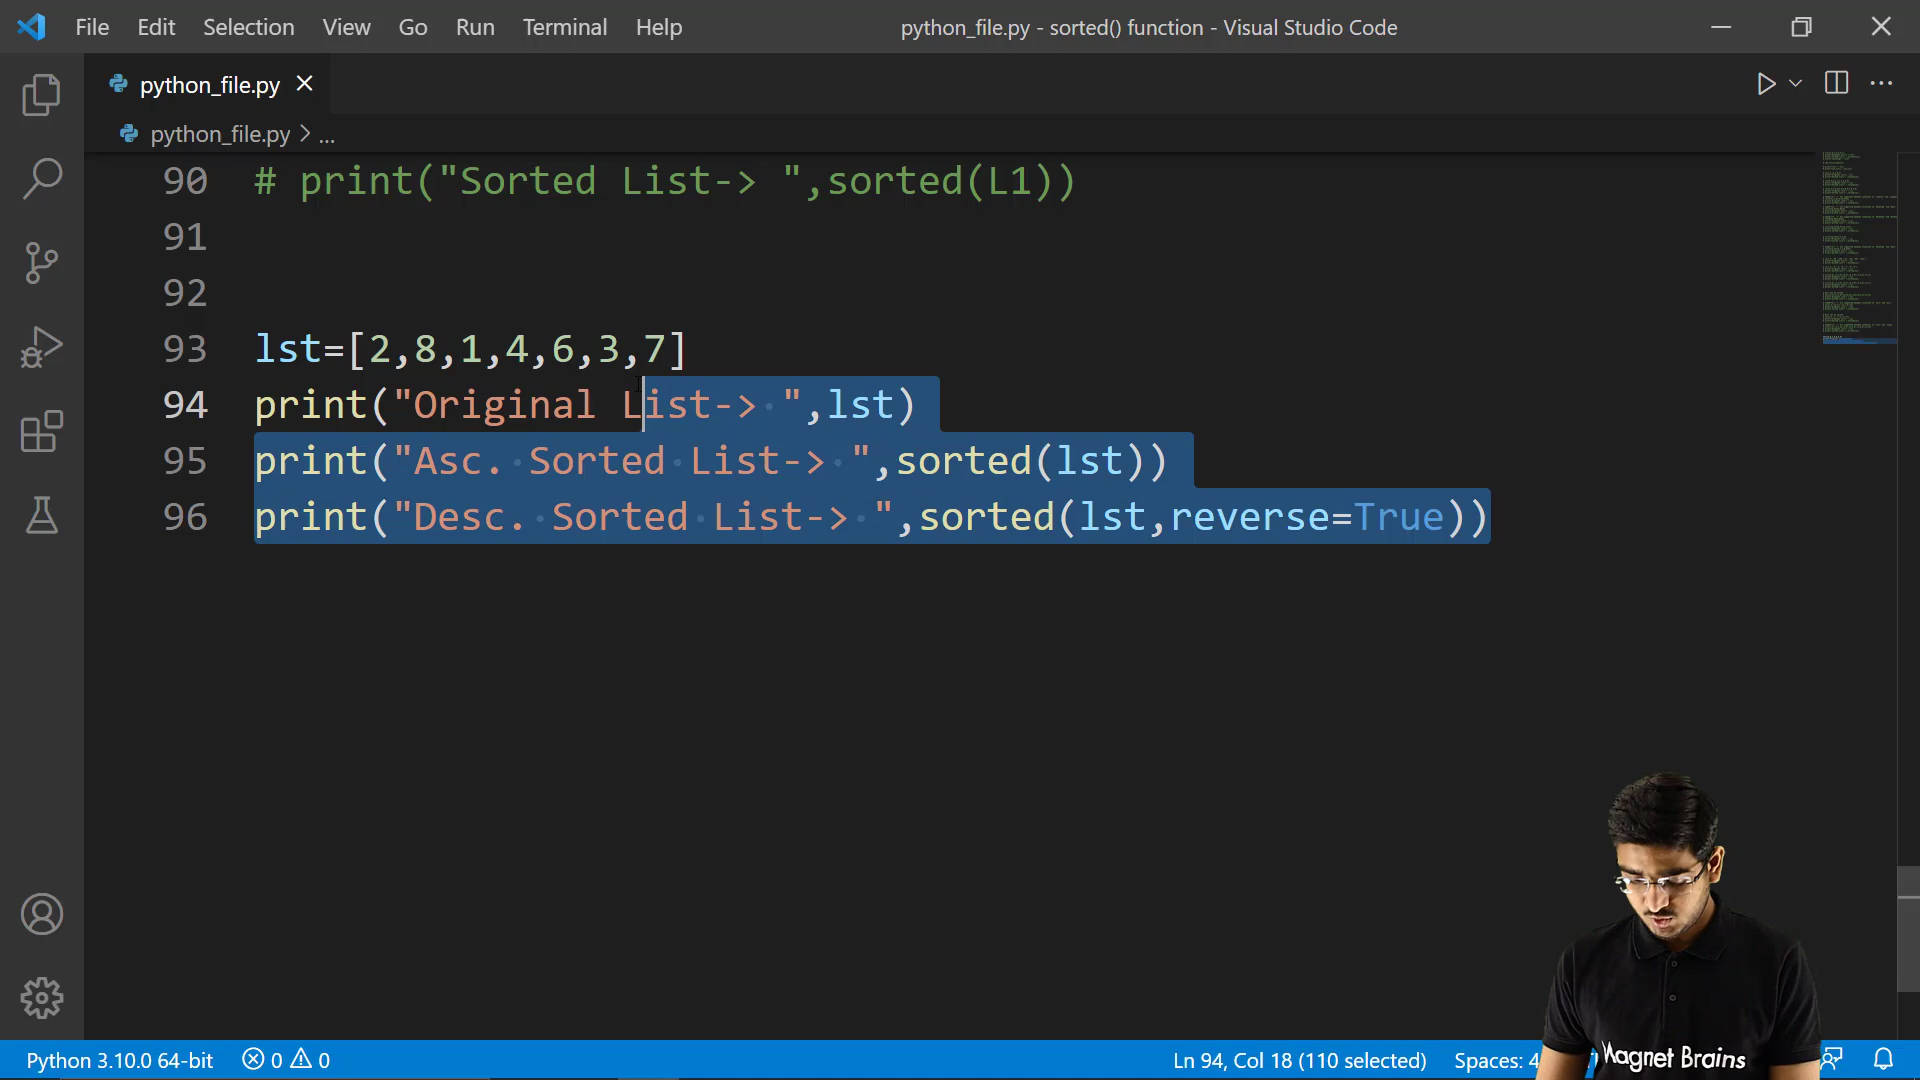 File Edit Selection View Go Run Terminal Help python_file.py - sorted() function - Visual Studio Code
python_file.py
python_file.py > ...
90 # print("Sorted List-> ",sorted(L1))
91
92
93 lst=[2,8,1,4,6,3,7]
94 print("Original List-> ",lst)
95 print("Asc. Sorted List-> ",sorted(lst))
96 print("Desc. Sorted List-> ",sorted(lst,reverse=True))
Magnet Brains
Python 3.10.0 64-bit 0 0 Ln 94, Col 18 (110 selected) Spaces: 4